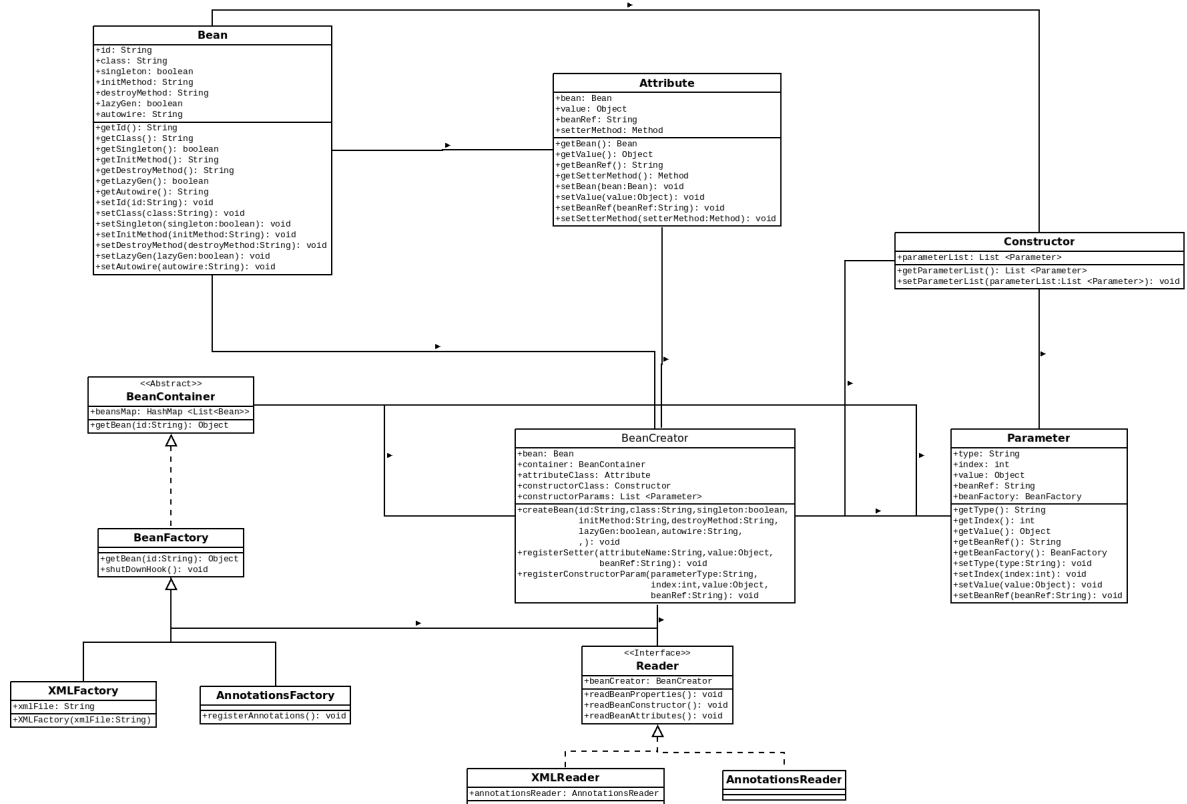 Bean
+id: String
+class: String
+singleton: boolean
+initMethod: String
+destroyMethod: String
+lazyGen: boolean
+autowire: String
+getId(): String
+getClass(): String
+getSingleton(): boolean
+getInitMethod(): String
+getDestroyMethod(): String
+getLazyGen(): boolean
+getAutowire(): String
+setId(id:String): void
+setClass(class:String): void
+setSingleton(singleton:boolean): void
+setInitMethod(initMethod:String): void
+setDestroyMethod(destroyMethod:String): void
+setLazyGen(lazyGen:boolean): void
+setAutowire(autowire:String): void
Attribute
+bean: Bean
+value: Object
+beanRef: String
+setterMethod: Method
+getBean(): Bean
+getValue(): Object
+getBeanRef(): String
+getSetterMethod(): Method
+setBean(bean:Bean): void
+setValue(value:Object): void
+setBeanRef(beanRef:String): void
+setSetterMethod(setterMethod:Method): void
Constructor
+parameterList: List <Parameter>
+getParameterList(): List <Parameter>
+setParameterList(parameterList:List <Parameter>): void
<<Abstract>>
BeanContainer
+beansMap: HashMap <List<Bean>>
+getBean(id:String): Object
BeanCreator
+bean: Bean
+container: BeanContainer
+attributeClass: Attribute
+constructorClass: Constructor
+constructorParams: List <Parameter>
+createBean(id:String,class:String,singleton:boolean,
initMethod:String,destroyMethod:String,
lazyGen:boolean,autowire:String,
,): void
+registerSetter(attributeName:String,value:Object,
beanRef:String): void
+registerConstructorParam(parameterType:String,
index:int,value:Object,
beanRef:String): void
Parameter
+type: String
+index: int
+value: Object
+beanRef: String
+beanFactory: BeanFactory
+getType(): String
+getIndex(): int
+getValue(): Object
+getBeanRef(): String
+getBeanFactory(): BeanFactory
+setType(type:String): void
+setIndex(index:int): void
+setValue(value:Object): void
+setBeanRef(beanRef:String): void
BeanFactory
+getBean(id:String): Object
+shutDownHook(): void
XMLFactory
+xmlFile: String
+XMLFactory(xmlFile:String)
AnnotationsFactory
+registerAnnotations(): void
<<Interface>>
Reader
+beanCreator: BeanCreator
+readBeanProperties(): void
+readBeanConstructor(): void
+readBeanAttributes(): void
XMLReader
+annotationsReader: AnnotationsReader
AnnotationsReader